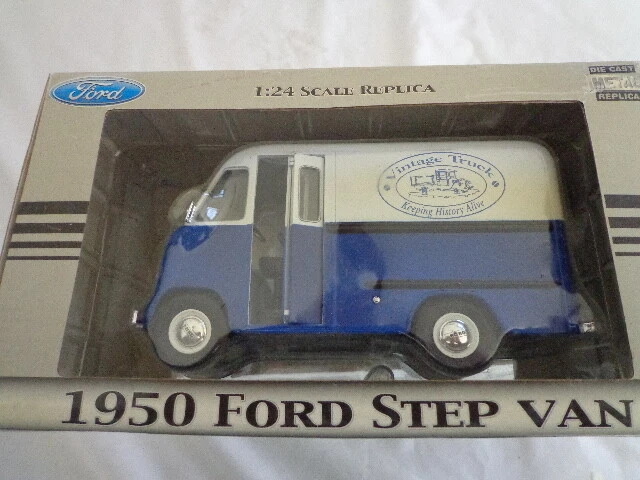 Ford
1:24 Scale Replica
DIE CAST
METAL
REPLICA
Vintage Truck
Keeping History Alive
1950 Ford Step Van